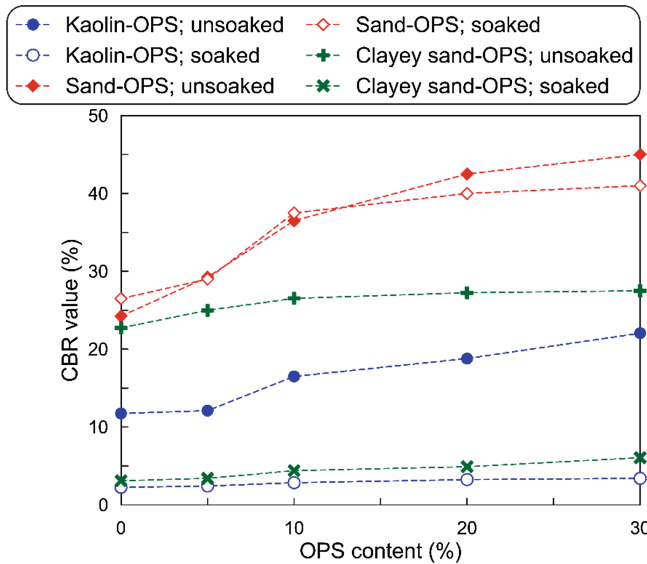 Kaolin-OPS; unsoaked
Kaolin-OPS; soaked
Sand-OPS; unsoaked
Sand-OPS; soaked
Clayey sand-OPS; unsoaked
Clayey sand-OPS; soaked
50
40
30
20
10
0
CBR value (%)
0
10
20
30
OPS content (%)